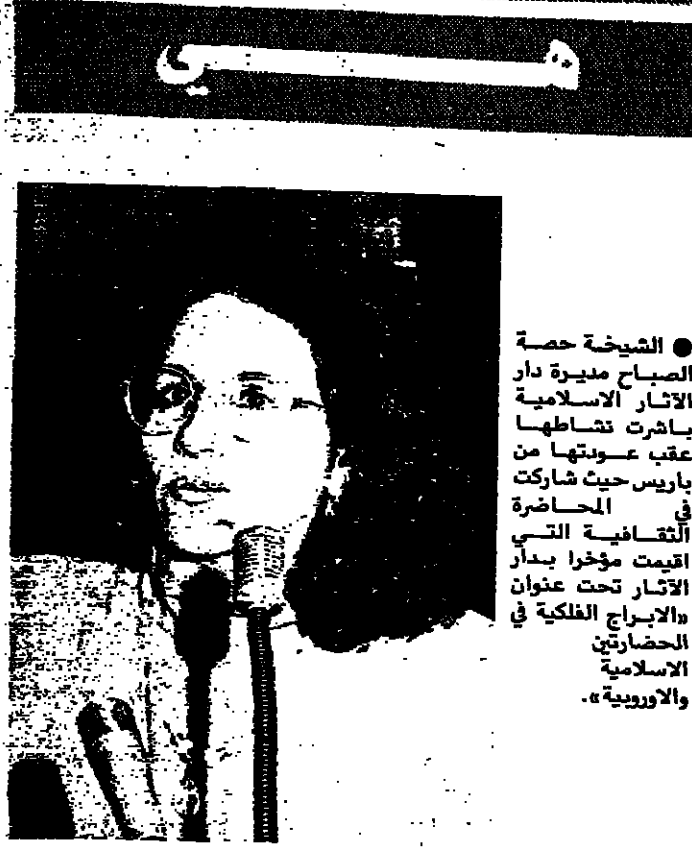 هي
● الشيخة حصة
الصباح مديرة دار
الآثار الاسلامية
باشرت نشاطها
عقب عودتها من
باريس حيث شاركت
في المحاضرة
الثقافية التي
اقيمت مؤخرا بدار
الآثار تحت عنوان
«الابراج الفلكية في
الحضارتين
الاسلامية
والاوروبية».